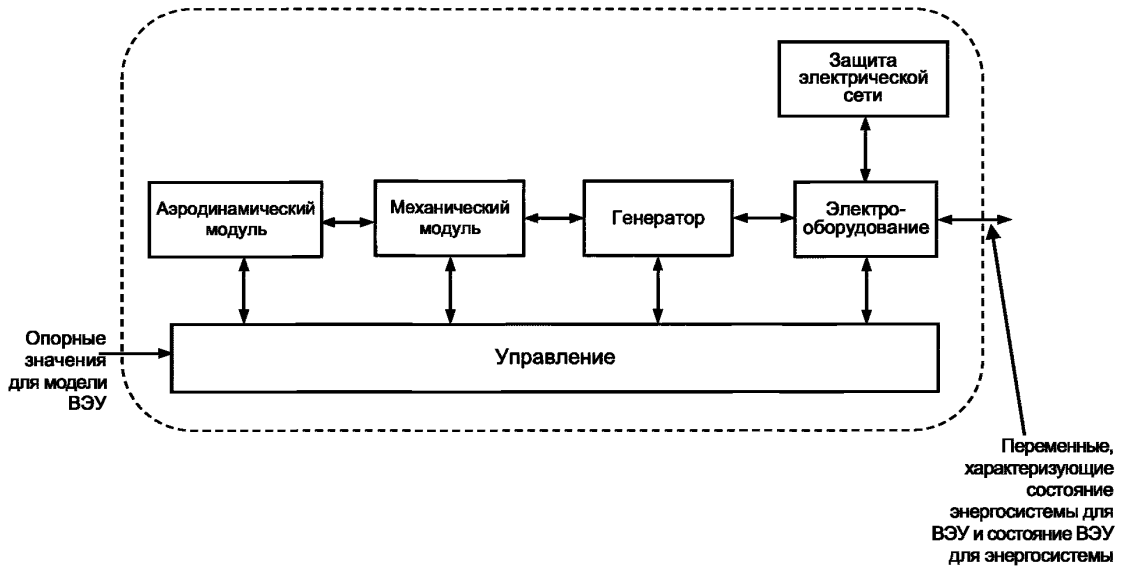 Защита
электрической
сети
Аэродинамический
модуль
Механический
модуль
Генератор
Электро-
оборудование
Опорные
значения
для модели
ВЭУ
Управление
Переменные,
характеризующие
состояние
энергосистемы для
ВЭУ и состояние ВЭУ
для энергосистемы